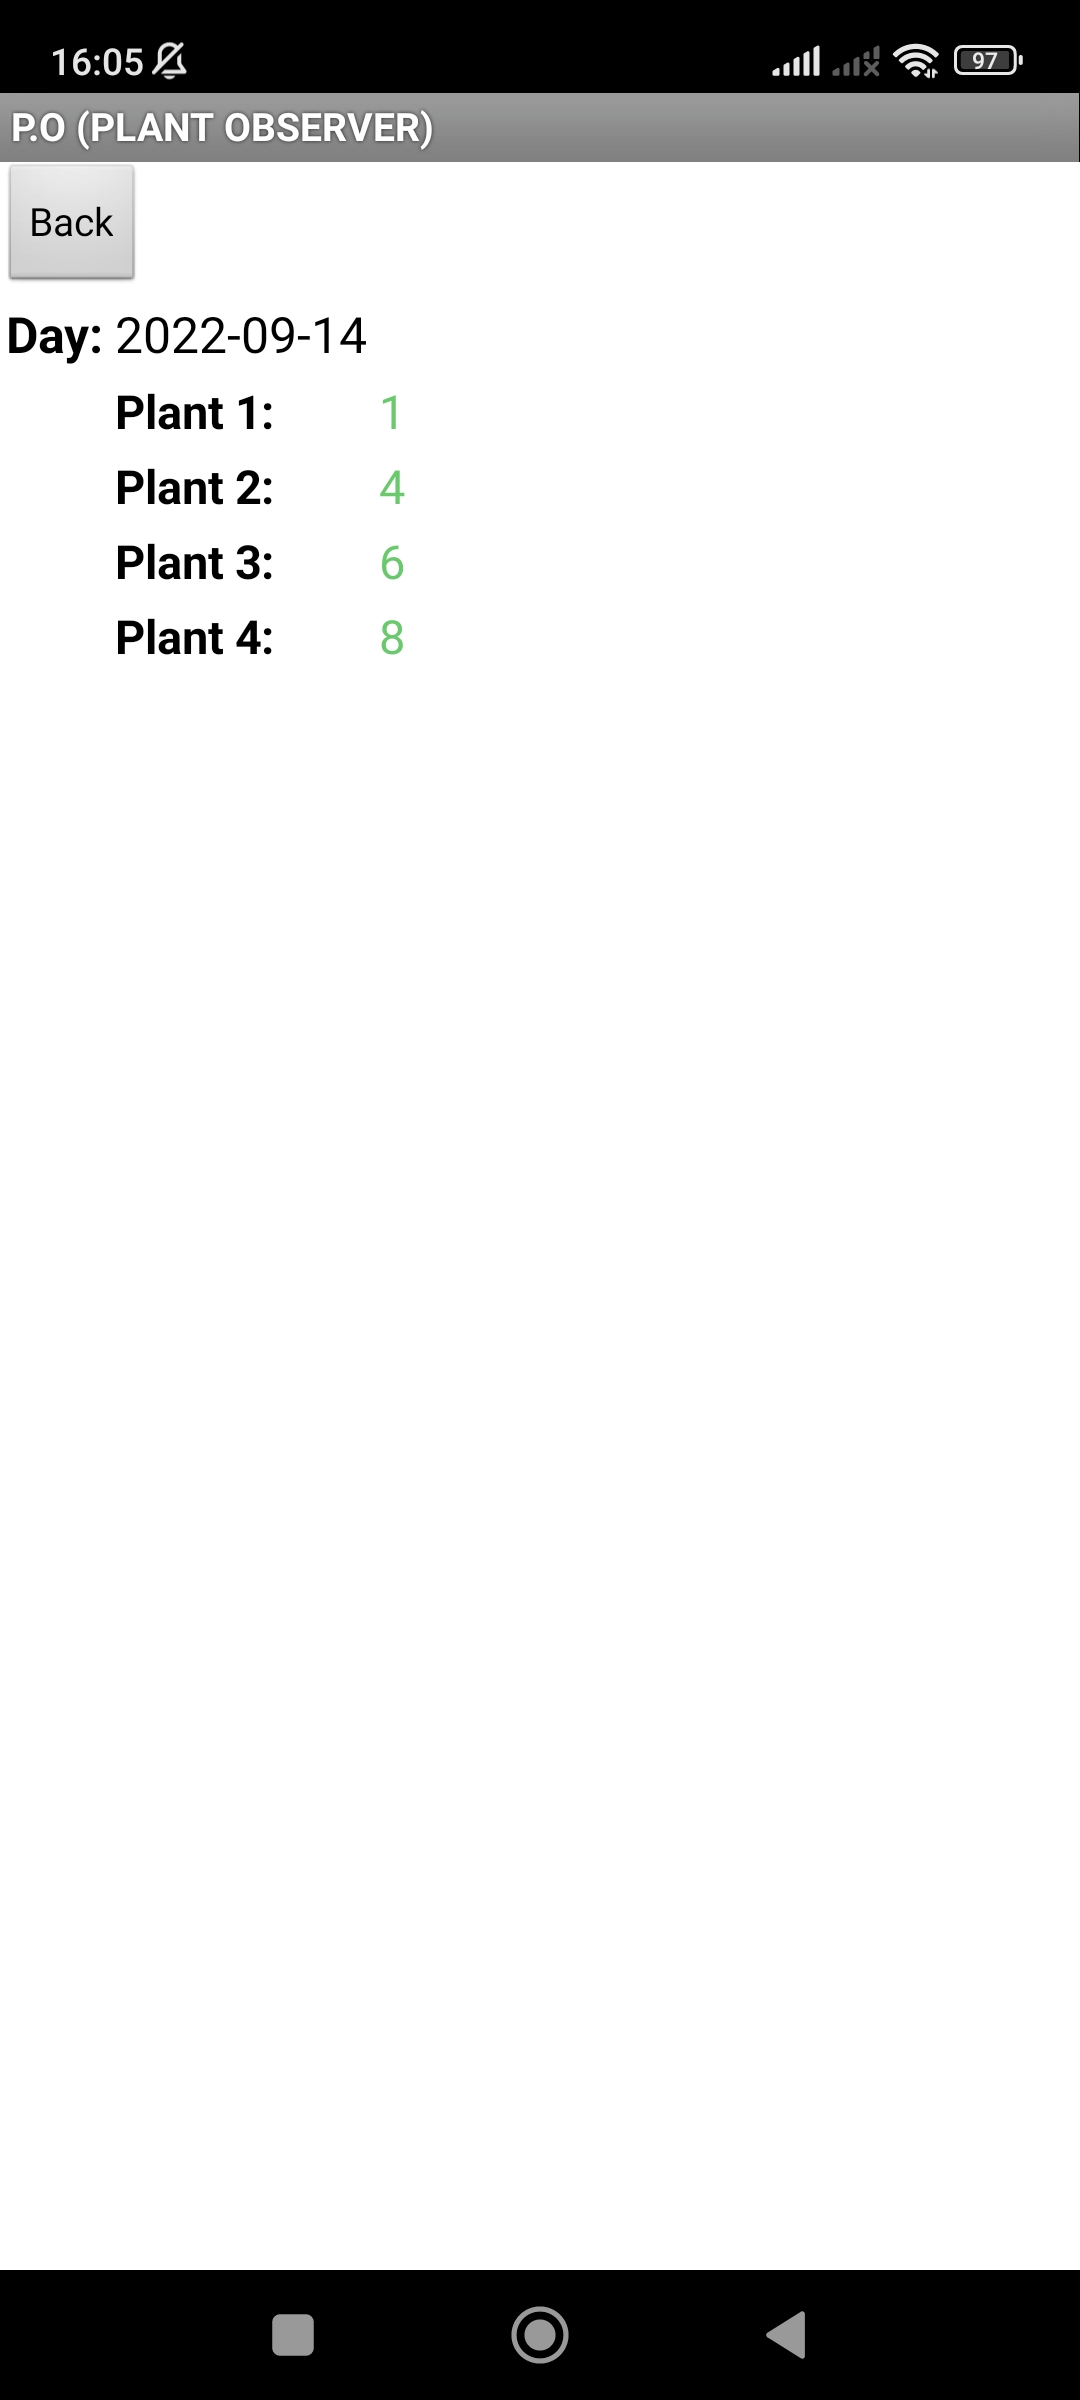 16:05
97
P.O (PLANT OBSERVER)
Back
Day: 2022-09-14
Plant 1: 1
Plant 2: 4
Plant 3: 6
Plant 4: 8